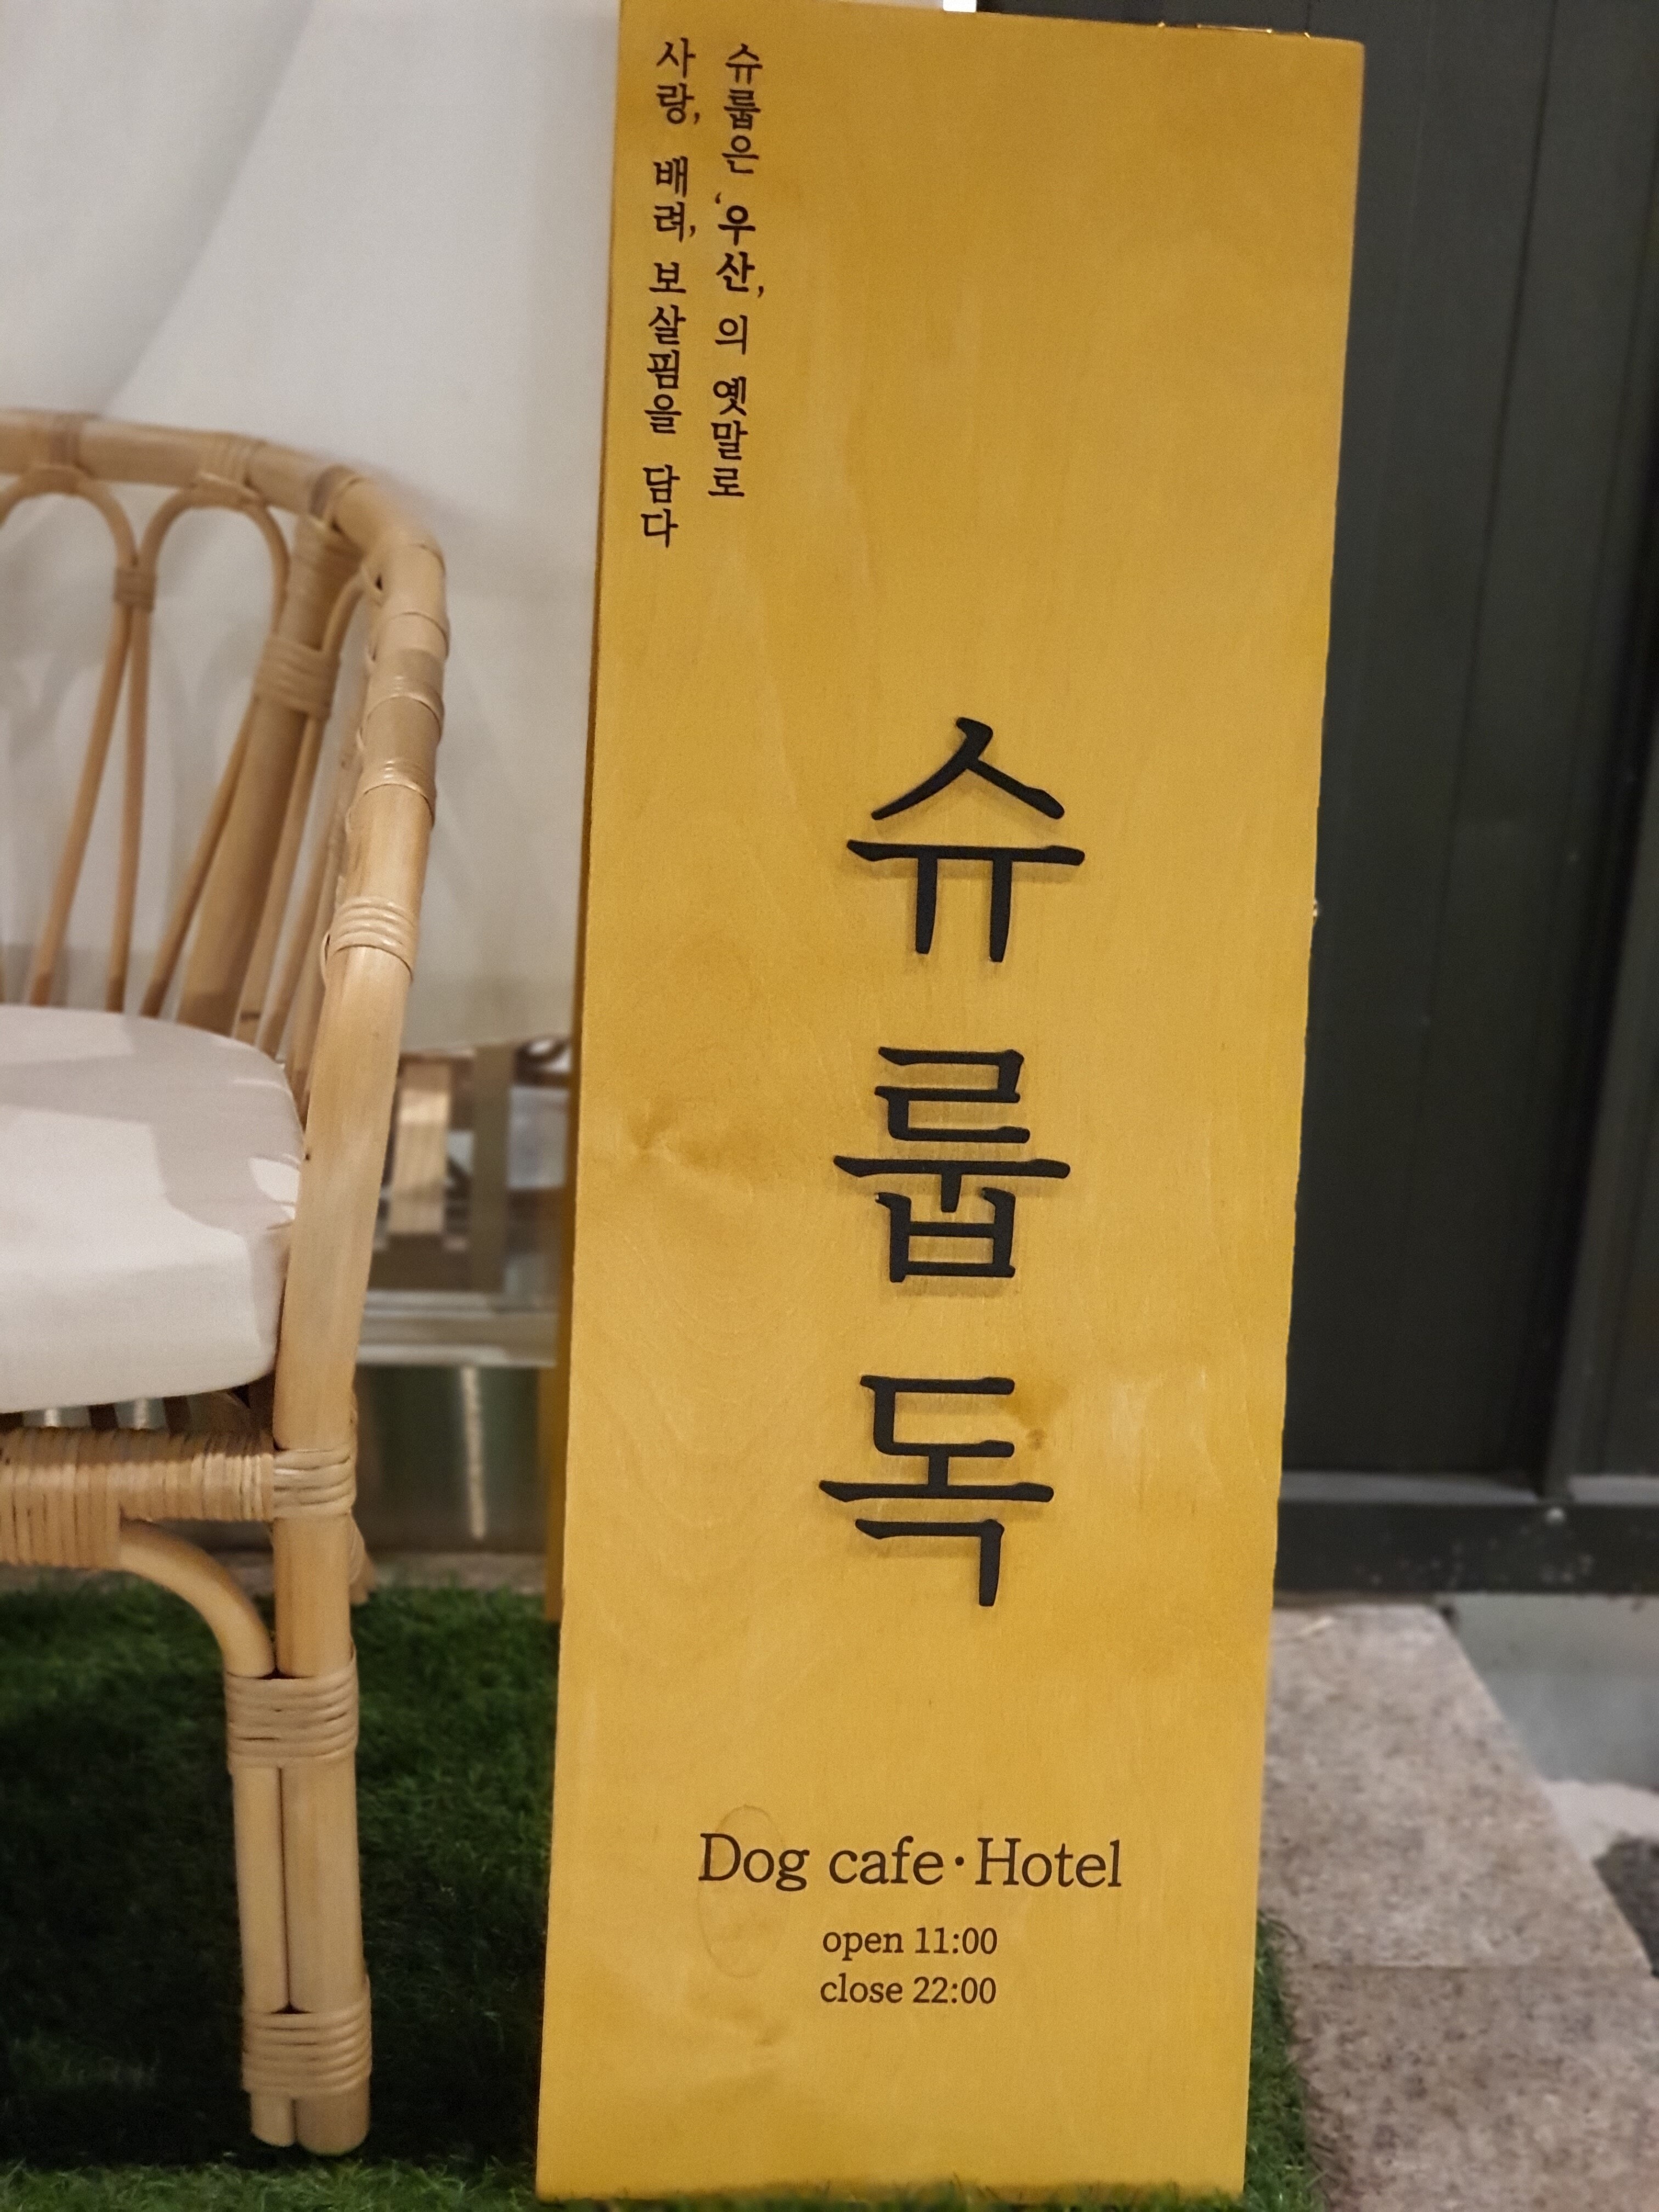 슈룹은 ‘우산’의 옛말로
사랑, 배려, 보살핌을 담다
슈룹독
Dog cafe·Hotel
open 11:00
close 22:00